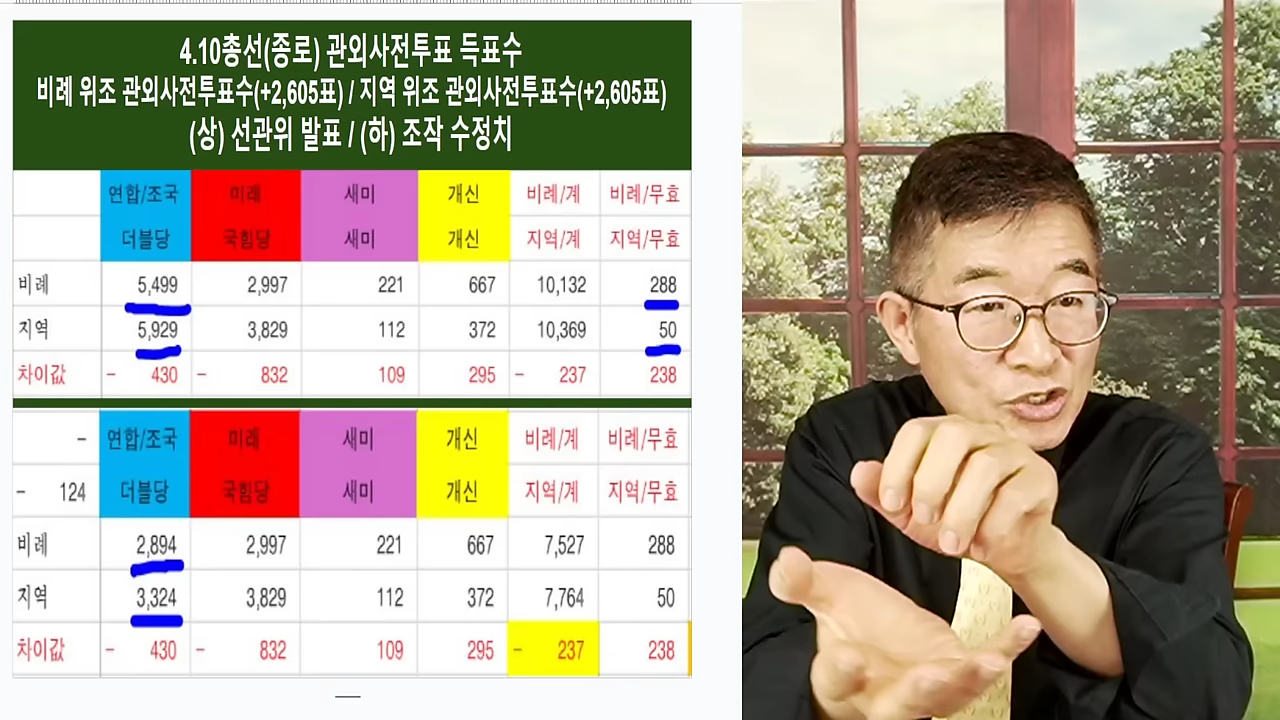 4.10총선(종로) 관외사전투표 득표수
비례 위조 관외사전투표수(+2,605표) / 지역 위조 관외사전투표수(+2,605표)
(상) 선관위 발표 / (하) 조작 수정치
연합/조국 미래 새미 개신 비례/계 비례/무효
더블당 국힘당 새미 개신 지역/계 지역/무효
비례 5,499 2,997 221 667 10,132 288
지역 5,929 3,829 112 372 10,369 50
차이값 - 430 - 832 109 295 - 237 238
- 연합/조국 미래 새미 개신 비례/계 비례/무효
- 124 더블당 국힘당 새미 개신 지역/계 지역/무효
비례 2,894 2,997 221 667 7,527 288
지역 3,324 3,829 112 372 7,764 50
차이값 - 430 - 832 109 295 - 237 238